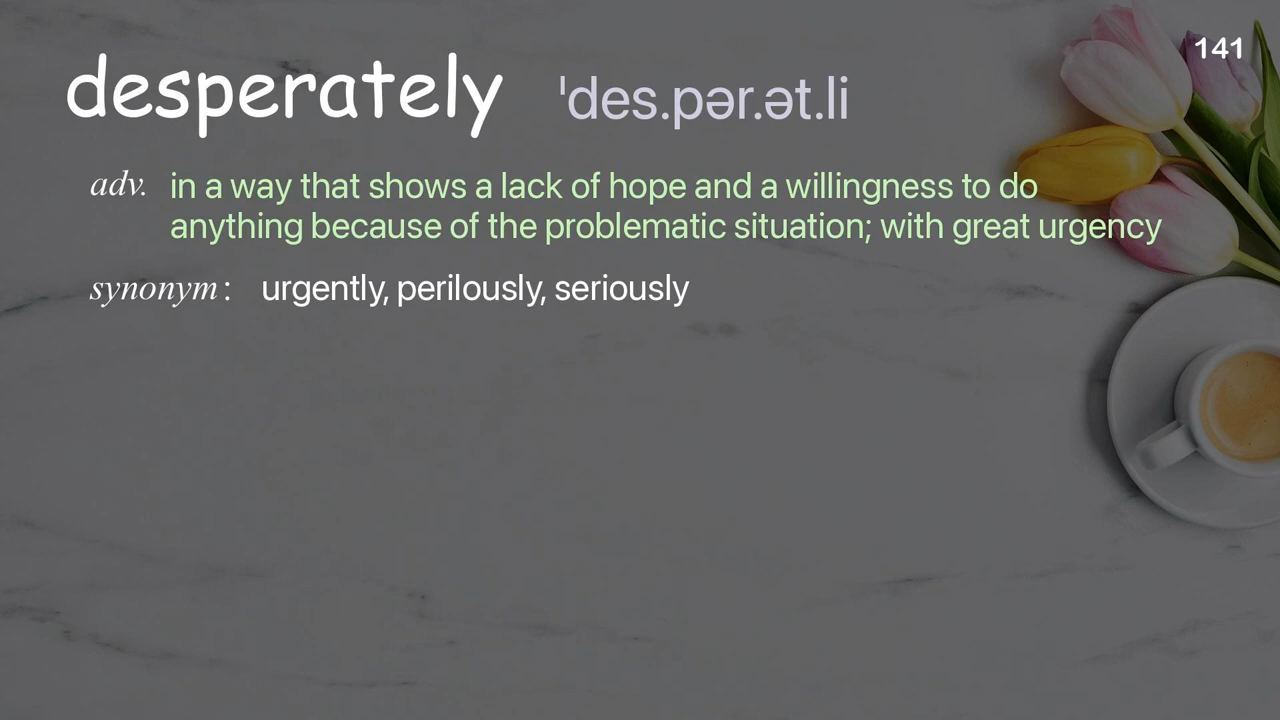 141
desperately ˈdes.pər.ət.li
adv. in a way that shows a lack of hope and a willingness to do
anything because of the problematic situation; with great urgency
synonym : urgently, perilously, seriously